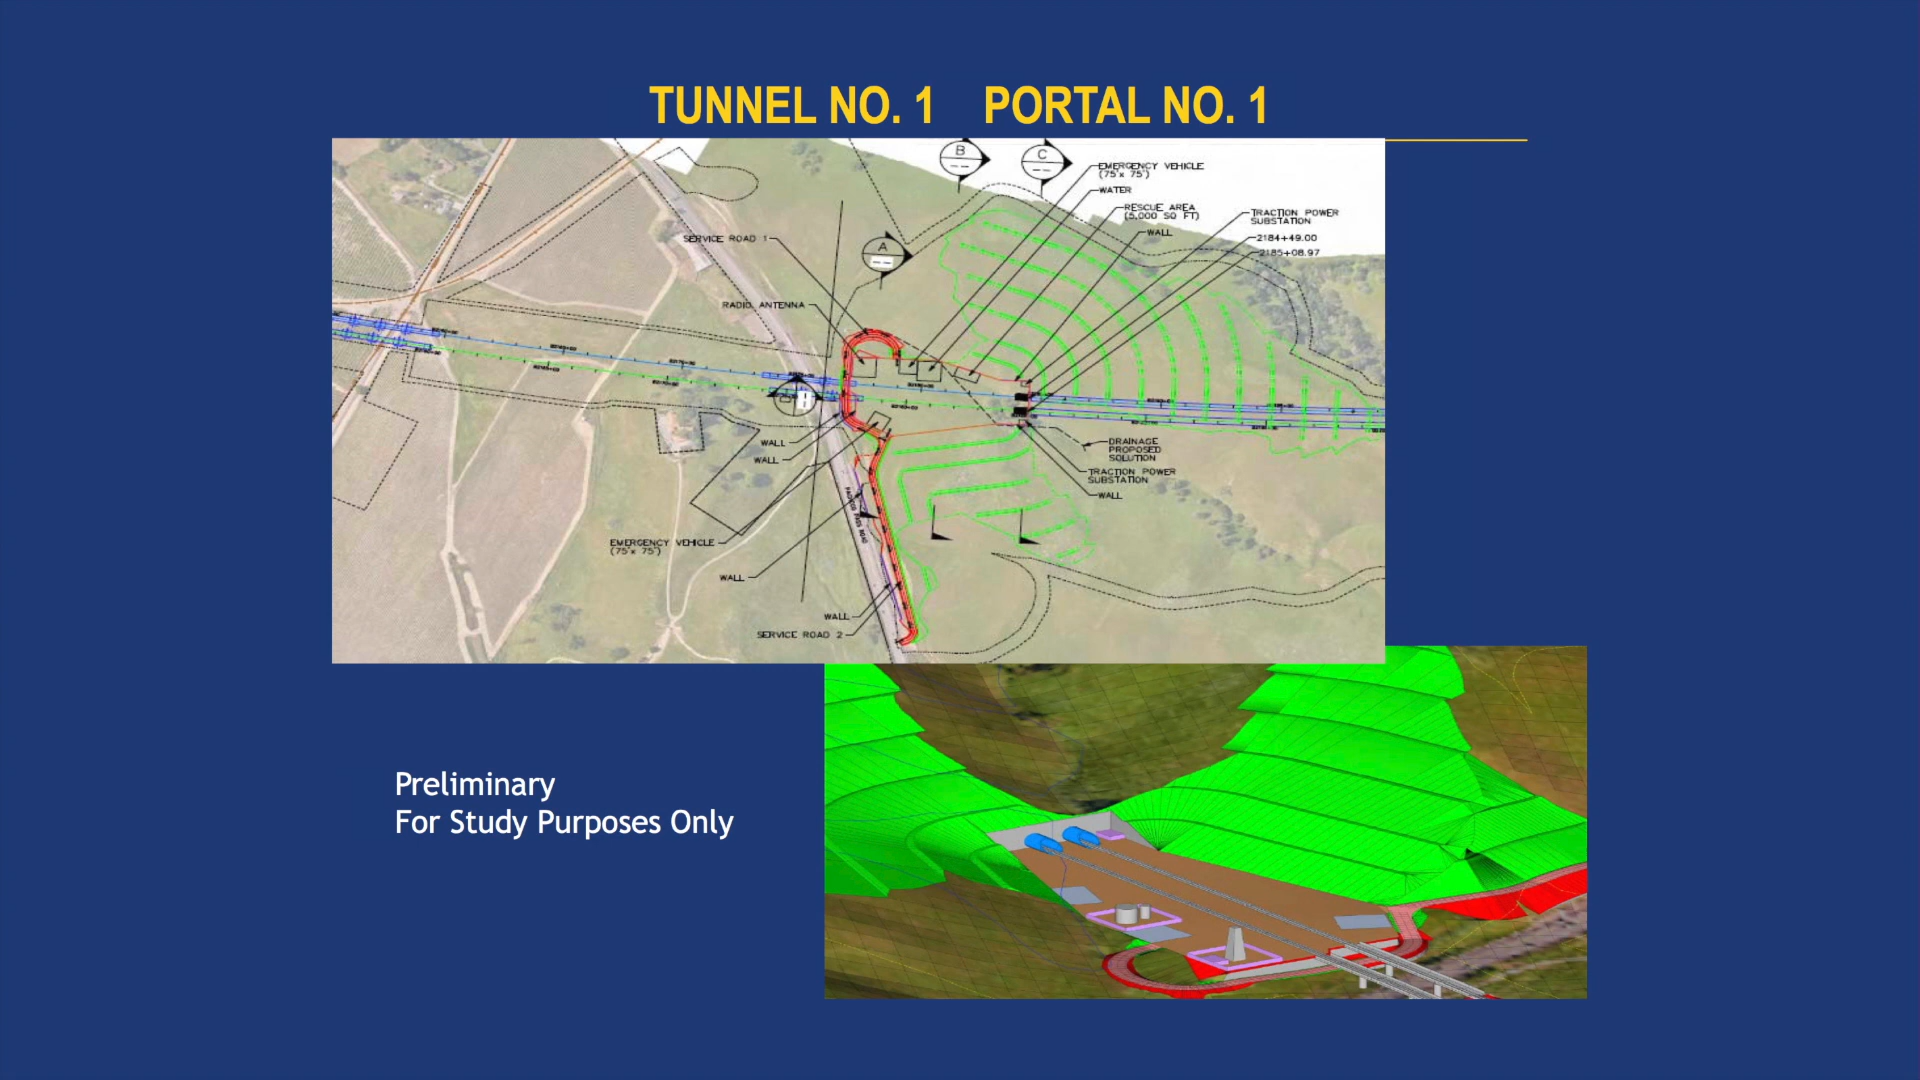 TUNNEL NO. 1 PORTAL NO. 1
B
C
EMERGENCY VEHICLE
(75'x 75')
WATER
RESCUE AREA
(5,000 SQ FT)
WALL
TRACTION POWER
SUBSTATION
2184+49.00
2185+08.97
SERVICE ROAD 1
A
RADIO ANTENNA
WALL
WALL
DRAINAGE
PROPOSED
SOLUTION
TRACTION POWER
SUBSTATION
WALL
EMERGENCY VEHICLE
(75'x 75')
WALL
WALL
SERVICE ROAD 2
Preliminary
For Study Purposes Only